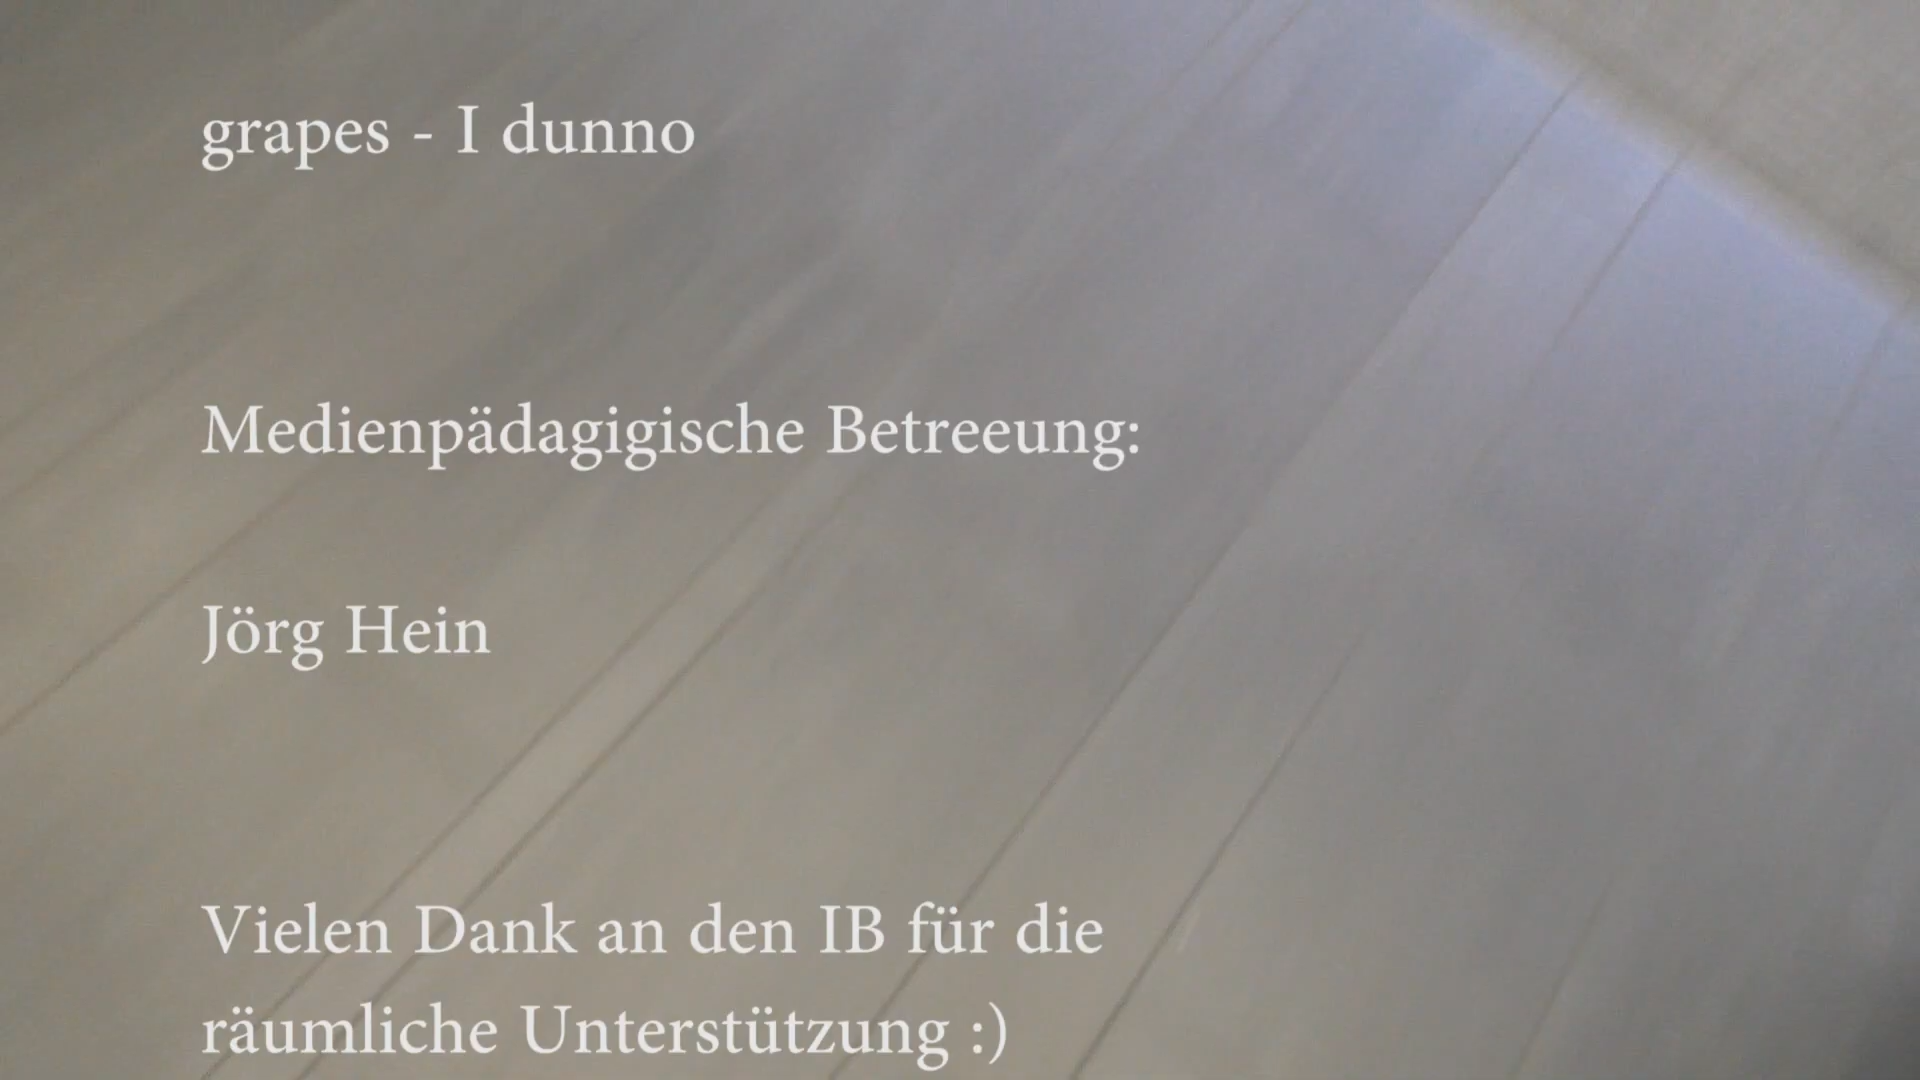 grapes - I dunno
Medienpädagigische Betreeung:
Jörg Hein
Vielen Dank an den IB für die
räumliche Unterstützung :)